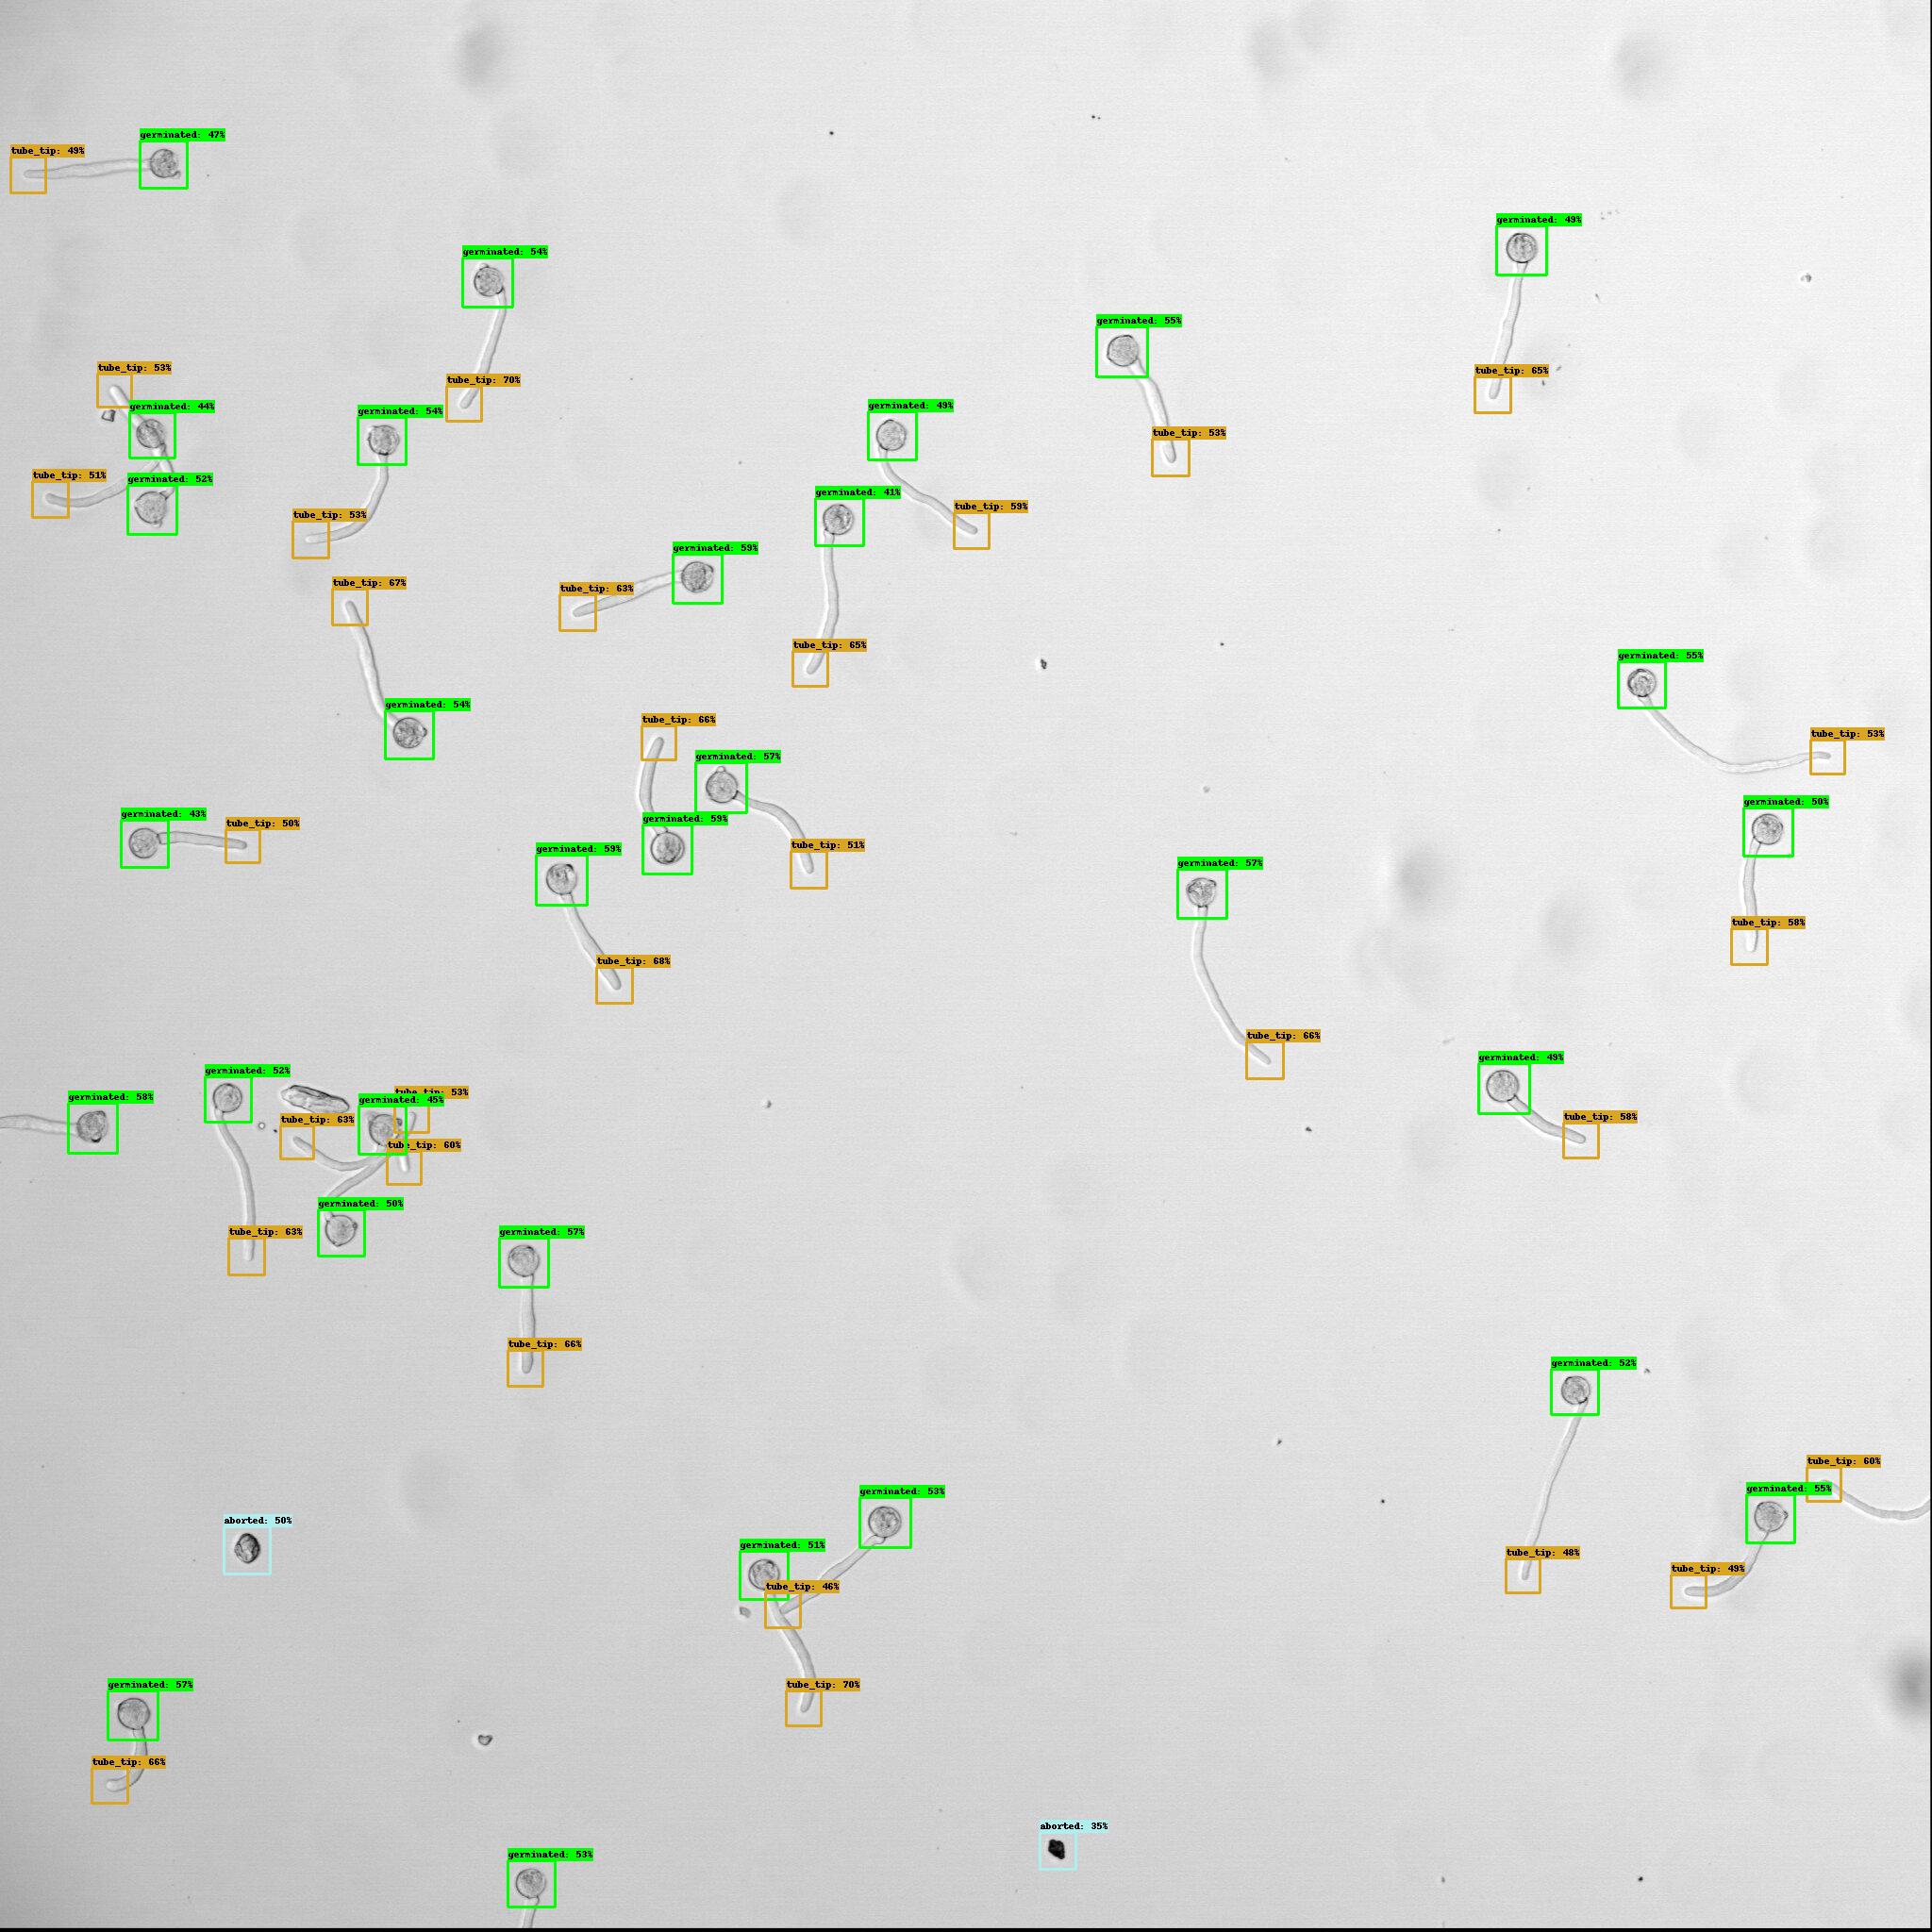 germinated: 47%
tube_tip: 49%
germinated: 49%
germinated: 54%
germinated: 55%
tube_tip: 53%
tube_tip: 65%
tube_tip: 70%
germinated: 44%
germinated: 49%
germinated: 54%
tube_tip: 53%
tube_tip: 51%
germinated: 52%
germinated: 41%
tube_tip: 59%
tube_tip: 53%
germinated: 59%
tube_tip: 67%
tube_tip: 63%
tube_tip: 65%
germinated: 55%
germinated: 54%
tube_tip: 66%
tube_tip: 53%
germinated: 57%
germinated: 50%
germinated: 43%
germinated: 59%
tube_tip: 50%
tube_tip: 51%
germinated: 59%
germinated: 57%
tube_tip: 58%
tube_tip: 68%
tube_tip: 66%
germinated: 49%
germinated: 52%
tube_tip: 53%
germinated: 58%
germinated: 45%
tube_tip: 58%
tube_tip: 63%
tube_tip: 60%
germinated: 50%
tube_tip: 63%
germinated: 57%
tube_tip: 66%
germinated: 52%
tube_tip: 60%
germinated: 55%
germinated: 53%
aborted: 50%
germinated: 51%
tube_tip: 48%
tube_tip: 49%
tube_tip: 46%
germinated: 57%
tube_tip: 70%
tube_tip: 66%
aborted: 35%
germinated: 53%